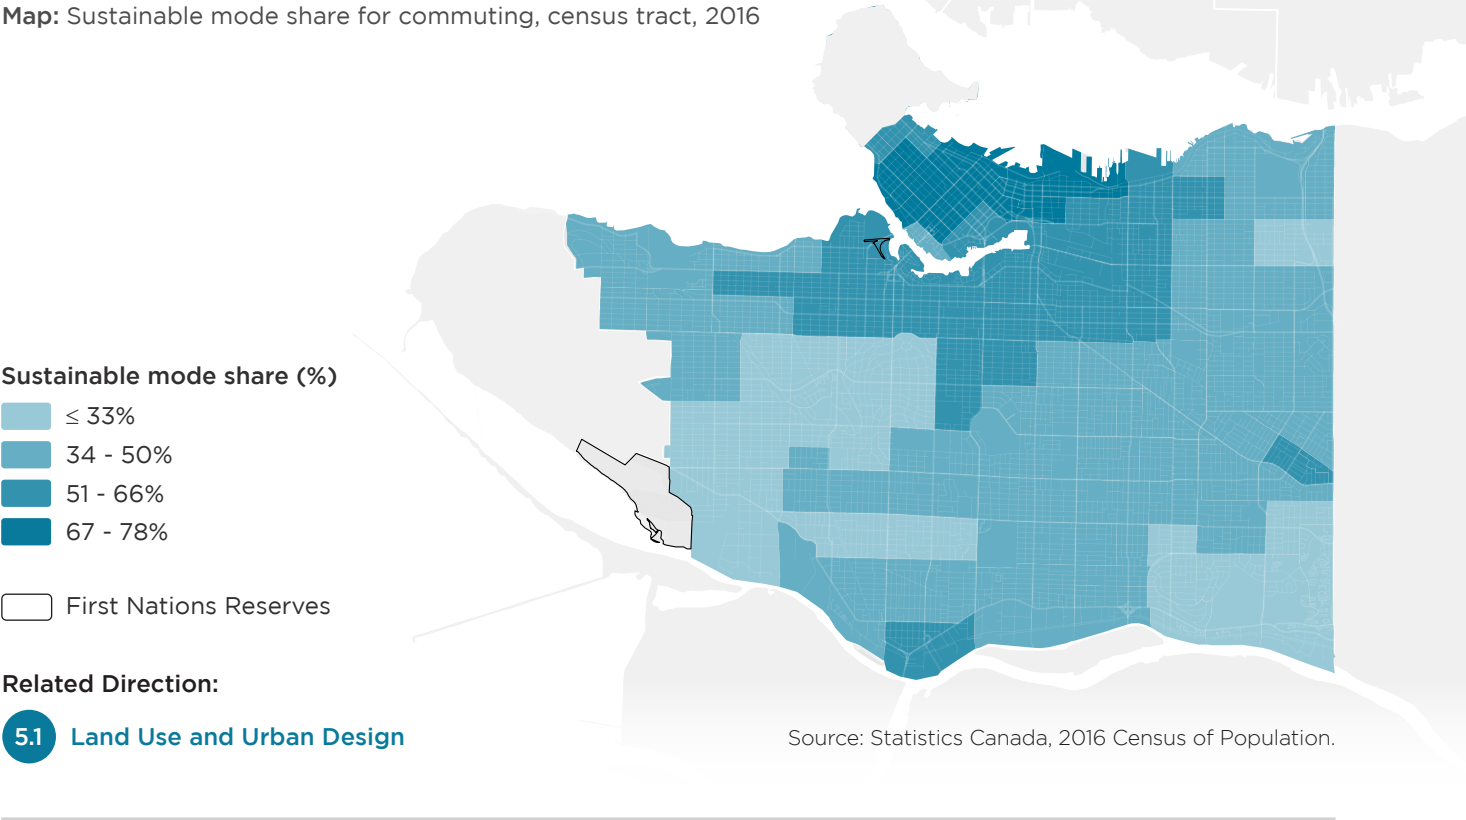 Map: Sustainable mode share for commuting, census tract, 2016
Sustainable mode share (%)
≤ 33%
34 - 50%
51 - 66%
67 - 78%
First Nations Reserves
Related Direction:
5.1 Land Use and Urban Design
Source: Statistics Canada, 2016 Census of Population.